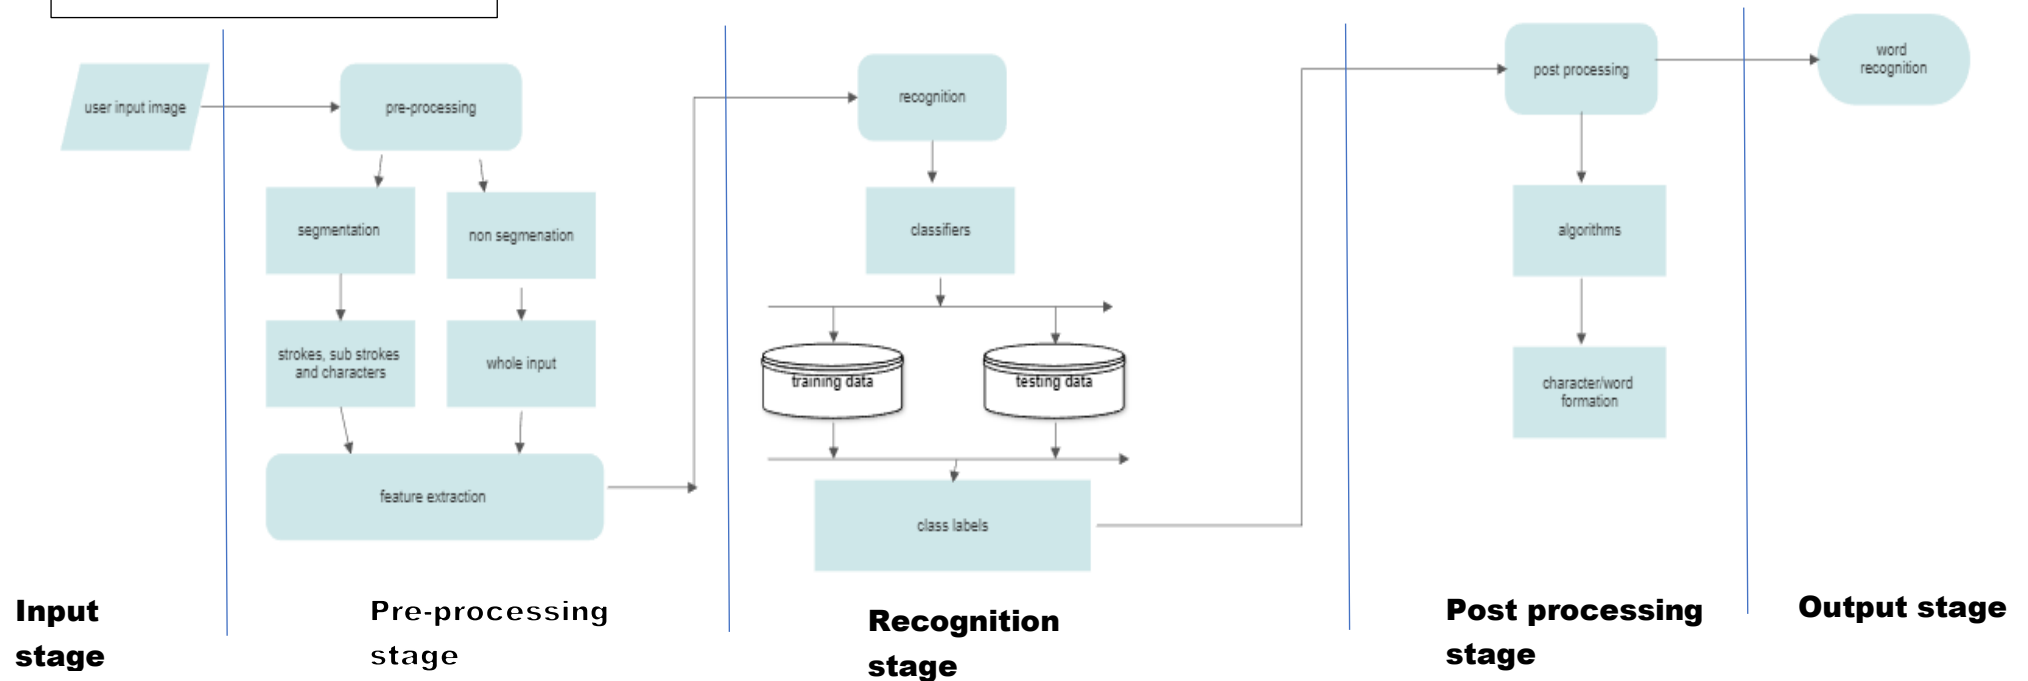 user input image
pre-processing
segmentation
non segmenation
strokes, sub strokes
and characters
whole input
feature extraction
recognition
classifiers
training data
testing data
class labels
post processing
algorithms
character/word
formation
word
recognition
Input
stage
Pre-processing
stage
Recognition
stage
Post processing
stage
Output stage